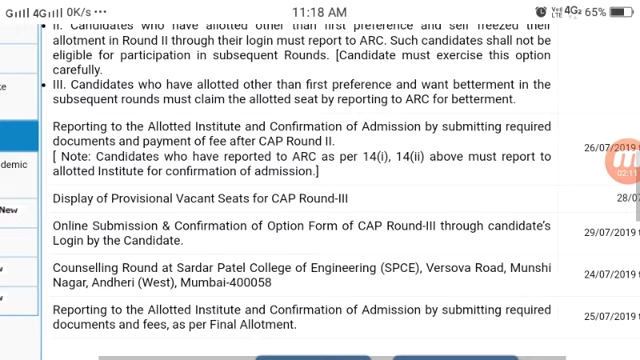 0K/s ... 11:18 AM 4G 65%
II. Candidates who have allotted other than first preference and self freezed their
allotment in Round II through their login must report to ARC. Such candidates shall not be
eligible for participation in subsequent Rounds. [Candidate must exercise this option
carefully.
III. Candidates who have allotted other than first preference and want betterment in the
subsequent rounds must claim the allotted seat by reporting to ARC for betterment.
Reporting to the Allotted Institute and Confirmation of Admission by submitting required
documents and payment of fee after CAP Round II.
[ Note: Candidates who have reported to ARC as per 14(i), 14(ii) above must report to
allotted Institute for confirmation of admission.]
26/07/2019
02:11
demic
New
Display of Provisional Vacant Seats for CAP Round-III
28/0
Online Submission & Confirmation of Option Form of CAP Round-III through candidate's
Login by the Candidate.
29/07/2019
Counselling Round at Sardar Patel College of Engineering (SPCE), Versova Road, Munshi
Nagar, Andheri (West), Mumbai-400058
24/07/2019
Reporting to the Allotted Institute and Confirmation of Admission by submitting required
documents and fees, as per Final Allotment.
25/07/2019